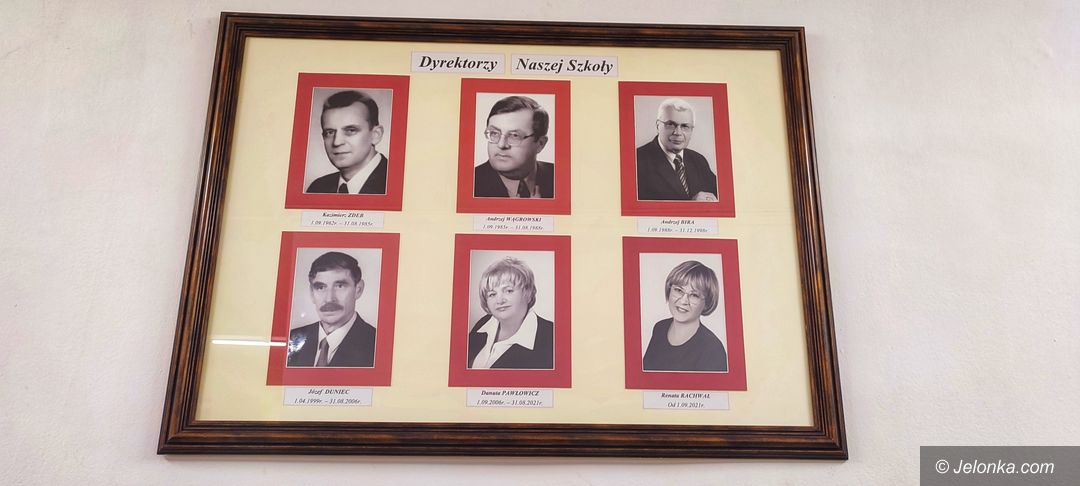 Dyrektorzy Naszej Szkoły
Kazimierz ZDEB
1.09.1962r. – 31.08.1985r.
Andrzej WĄGROWSKI
1.09.1985r. – 31.08.1988r.
Andrzej BIRA
1.09.1988r. – 31.12.1998r.
Józef DUNIEC
1.04.1999r. – 31.08.2006r.
Danuta PAWŁOWICZ
1.09.2006r. – 31.08.2021r.
Renata RACHWAŁ
Od 1.09.2021r.
© Jelonka.com